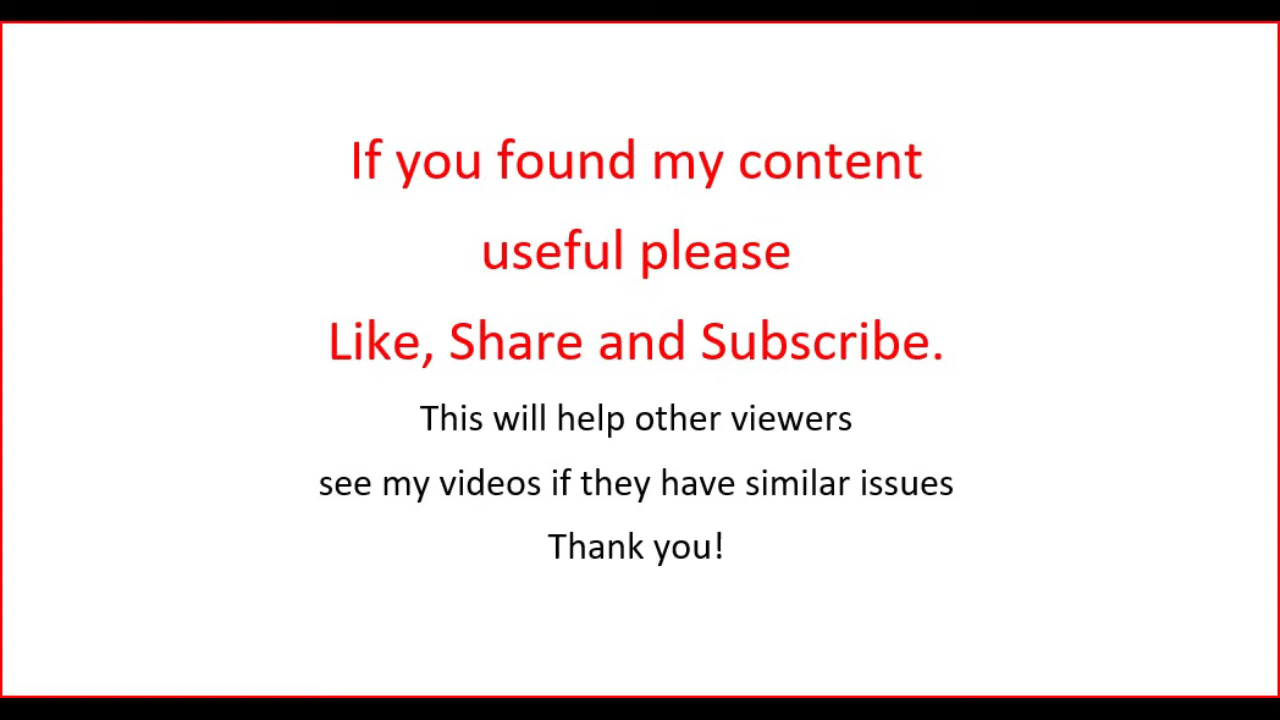 If you found my content
useful please
Like, Share and Subscribe.
This will help other viewers
see my videos if they have similar issues
Thank you!